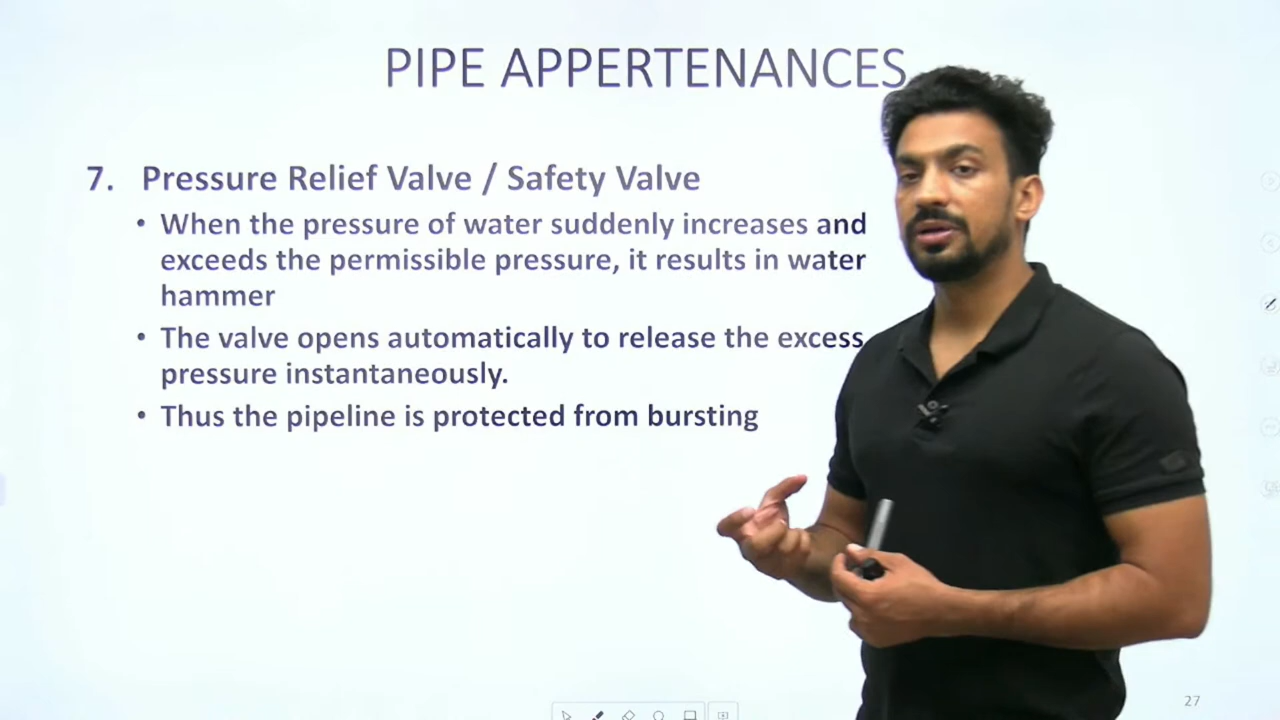 PIPE APPERTENANCES
7. Pressure Relief Valve / Safety Valve
• When the pressure of water suddenly increases and
exceeds the permissible pressure, it results in water
hammer
• The valve opens automatically to release the excess
pressure instantaneously.
• Thus the pipeline is protected from bursting
27